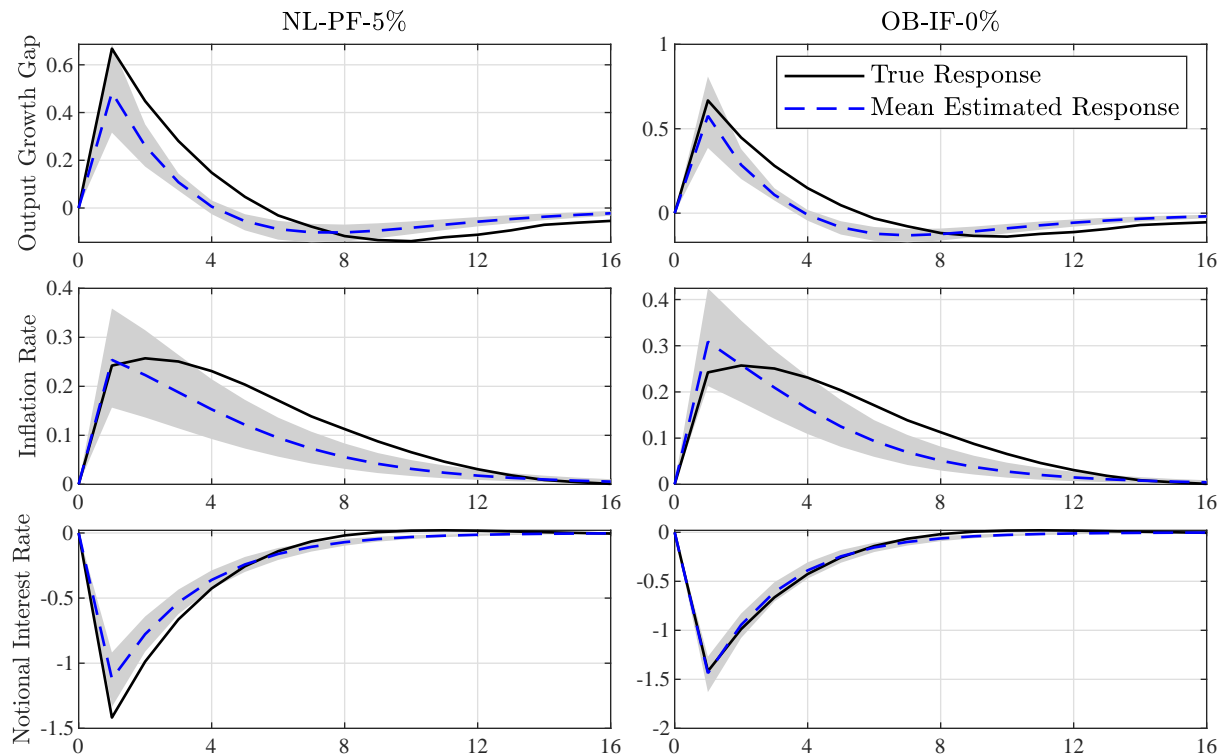 NL-PF-5%
OB-IF-0%
Output Growth Gap
0.6
0.4
0.2
0
0 4 8 12 16
1
0.5
0
0 4 8 12 16
True Response
Mean Estimated Response
Inflation Rate
0.4
0.3
0.2
0.1
0
0 4 8 12 16
0.4
0.3
0.2
0.1
0
0 4 8 12 16
Notional Interest Rate
0
-0.5
-1
-1.5
0 4 8 12 16
0
-0.5
-1
-1.5
-2
0 4 8 12 16